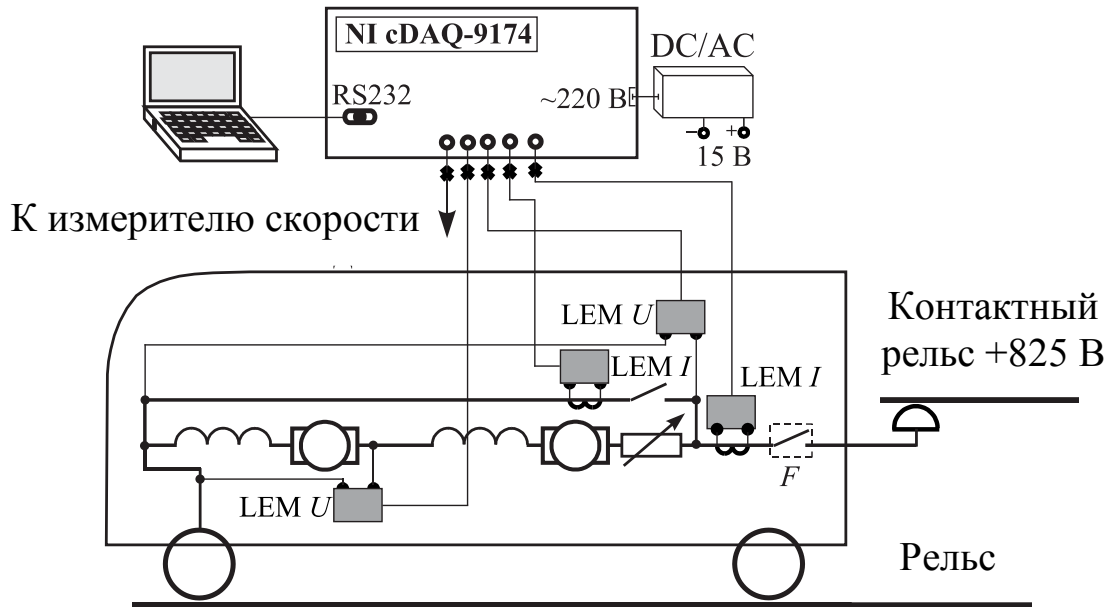 NI cDAQ-9174
DC/AC
RS232
~220 В
– +
15 В
К измерителю скорости
LEM U
Контактный
рельс +825 В
LEM I
LEM I
F
LEM U
Рельс